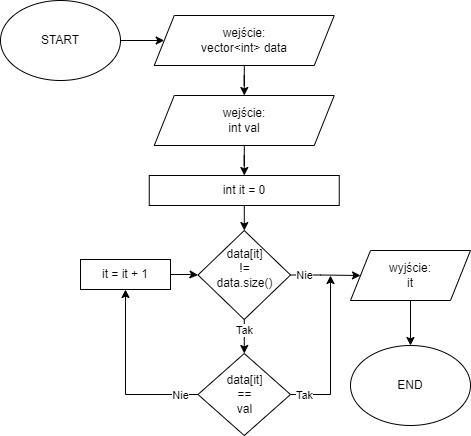 START
wejście:
vector<int> data
wejście:
int val
int it = 0
data[it]
!=
data.size()
it = it + 1
Nie
wyjście:
it
Tak
data[it]
==
val
Nie
Tak
END